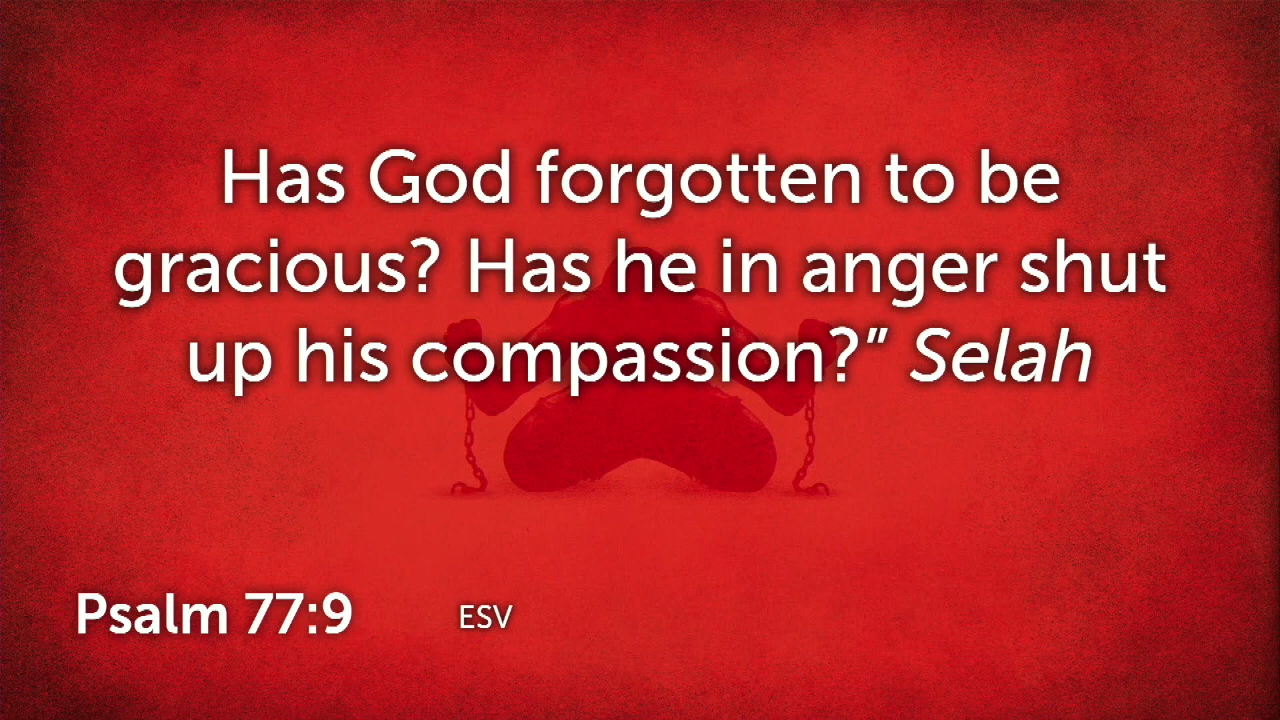 Has God forgotten to be
gracious? Has he in anger shut
up his compassion?” Selah
Psalm 77:9 ESV